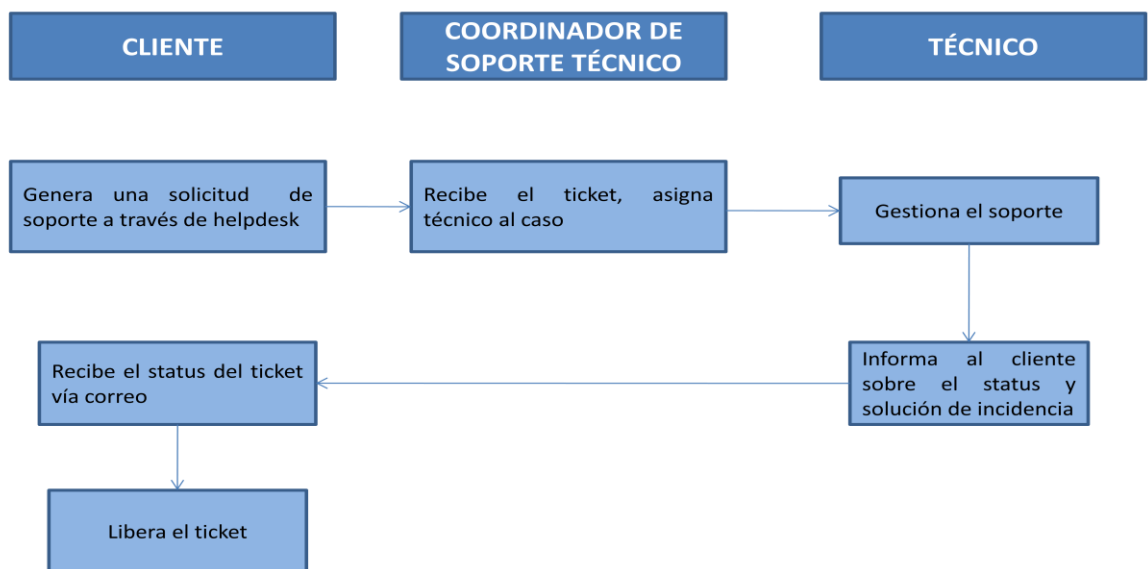 CLIENTE
COORDINADOR DE
SOPORTE TÉCNICO
TÉCNICO
Genera una solicitud de
soporte a través de helpdesk
Recibe el ticket, asigna
técnico al caso
Gestiona el soporte
Recibe el status del ticket
vía correo
Informa al cliente
sobre el status y
solución de incidencia
Libera el ticket